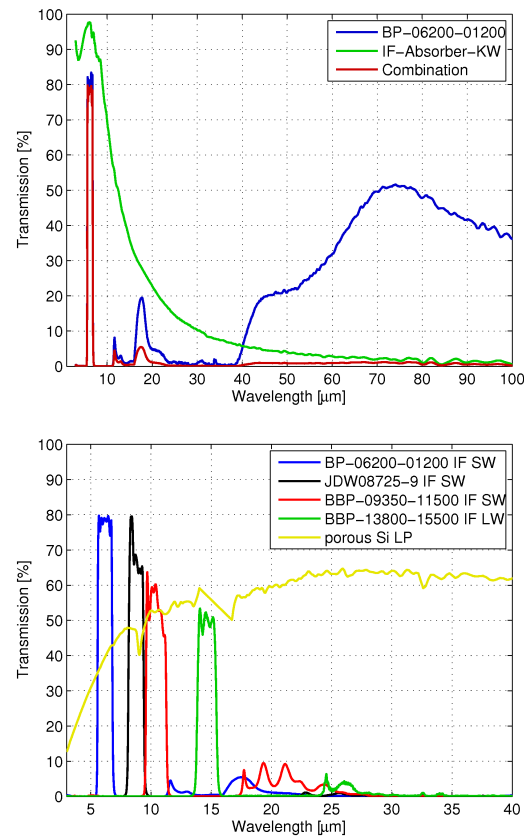 100
90
80
70
60
50
40
30
20
10
0
Transmission [%]
BP−06200−01200
IF−Absorber−KW
Combination
10 20 30 40 50 60 70 80 90 100
Wavelength [µm]
100
90
80
70
60
50
40
30
20
10
0
Transmission [%]
BP−06200−01200 IF SW
JDW08725−9 IF SW
BBP−09350−11500 IF SW
BBP−13800−15500 IF LW
porous Si LP
5 10 15 20 25 30 35 40
Wavelength [µm]